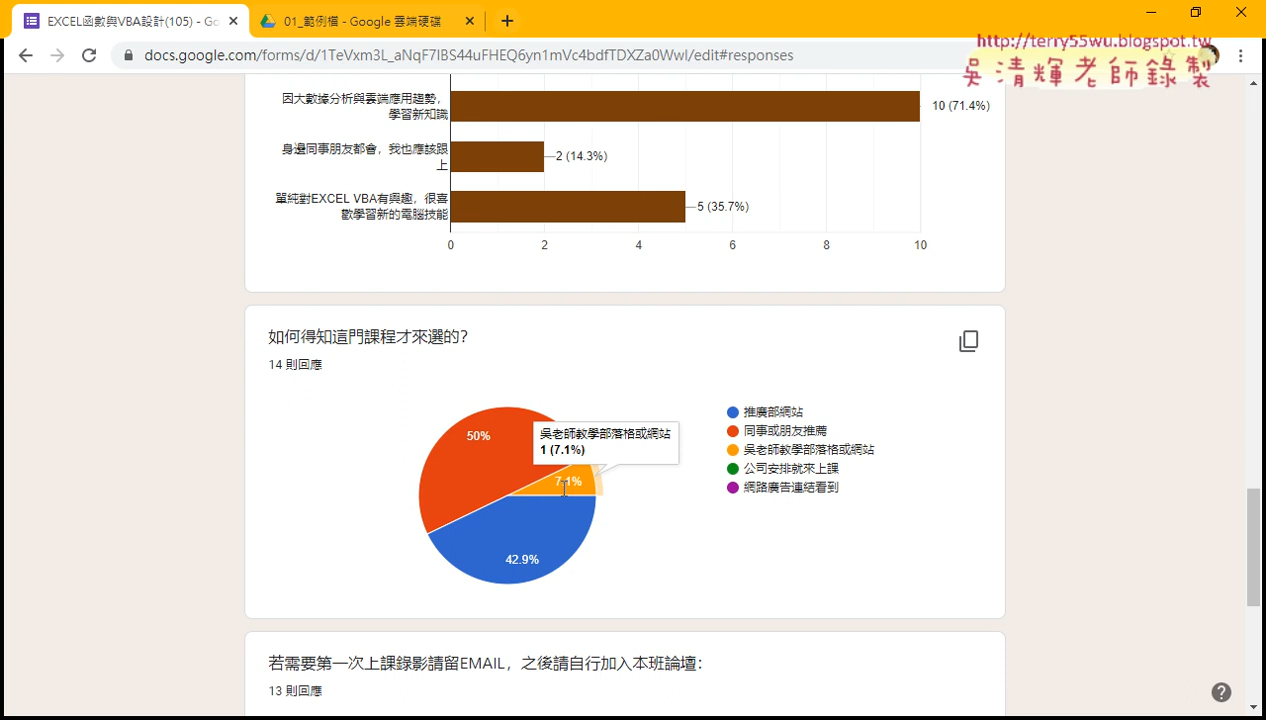 EXCEL函數與VBA設計(105) - Go
01_範例檔 - Google 雲端硬碟
docs.google.com/forms/d/1TeVxm3L_aNqF7IBS44uFHEQ6yn1mVc4bdfTDXZa0WwI/edit#responses
http://terry55wu.blogspot.tw
吳清輝老師錄製
因大數據分析與雲端應用趨勢，
學習新知識
10 (71.4%)
身邊同事朋友都會，我也應該跟
上
2 (14.3%)
單純對EXCEL VBA有興趣，很喜
歡學習新的電腦技能
5 (35.7%)
0 2 4 6 8 10
如何得知這門課程才來選的?
14 則回應
50%
吳老師教學部落格或網站
1 (7.1%)
7.1%
42.9%
推廣部網站
同事或朋友推薦
吳老師教學部落格或網站
公司安排就來上課
網路廣告連結看到
若需要第一次上課錄影請留EMAIL，之後請自行加入本班論壇：
13 則回應